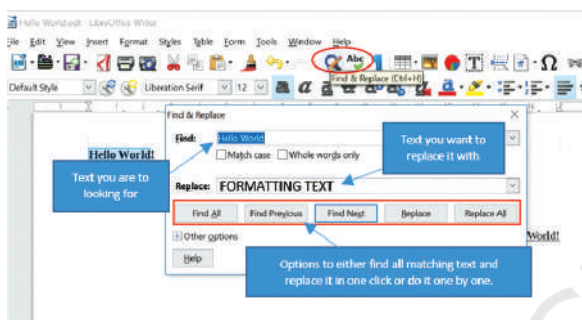 Hello World.odt - LibreOffice Writer
File Edit View Insert Format Styles Table Form Tools Window Help
Find & Replace (Ctrl+H)
Default Style Liberation Serif 12
Find & Replace
Find: Hello World
Match case Whole words only
Text you want to
replace it with
Hello World!
Text you are to
looking for
Replace: FORMATTING TEXT
Find All Find Previous Find Next Replace Replace All
Other options
World!
Help
Options to either find all matching text and
replace it in one click or do it one by one.